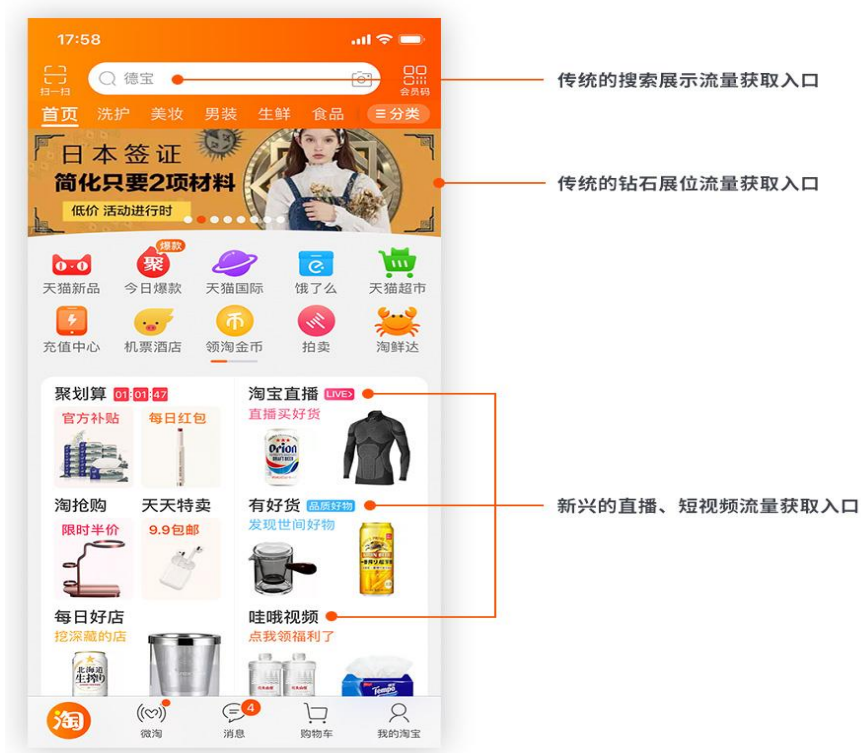 17:58
扫一扫
德宝
会员码
传统的搜索展示流量获取入口
首页 洗护 美妆 男装 生鲜 食品 分类
日本签证
简化只要2项材料
低价 活动进行时
传统的钻石展位流量获取入口
爆款
聚
天猫新品 今日爆款 天猫国际 饿了么 天猫超市
币
充值中心 机票酒店 领淘金币 拍卖 淘鲜达
聚划算 01:01:47
淘宝直播 LIVE
官方补贴 每日红包
直播买好货
Orion
DRAFT BEER
淘抢购 天天特卖
有好货 品质好物
新兴的直播、短视频流量获取入口
限时半价 9.9包邮
发现世间好物
每日好店
哇哦视频
挖深藏的店
点我领福利了
北海道
生搾り
Tempo
淘
4
微淘 消息 购物车 我的淘宝